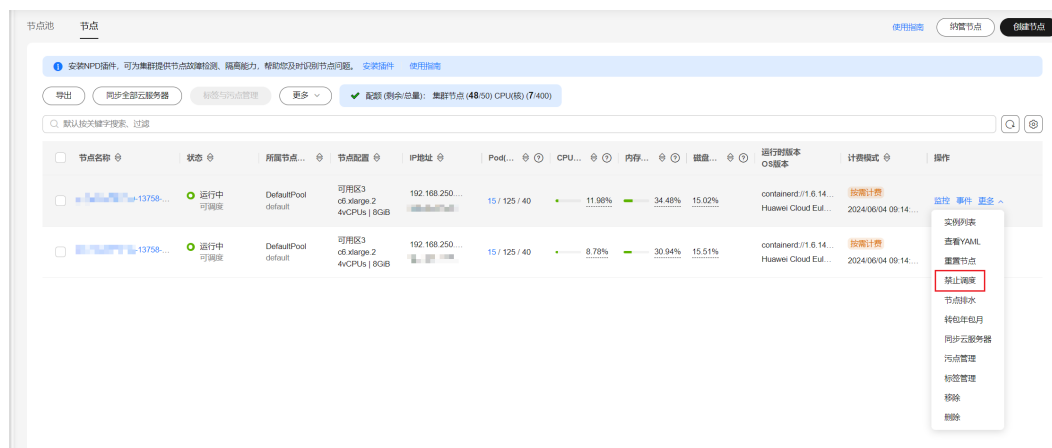 节点池 节点 使用指南 纳管节点 创建节点
安装NPD插件，可为集群提供节点故障检测、隔离能力，帮助您及时识别节点问题。 安装插件 使用指南
导出 同步全部云服务器 标签与污点管理 更多 配额 (剩余/总量)： 集群节点 (48/50) CPU(核) (7/400)
默认按关键字搜索、过滤
节点名称 状态 所属节点... 节点配置 IP地址 Pod(... CPU... 内存... 磁盘... 运行时版本 计费模式 操作
OS版本
-13758-... 运行中 DefaultPool 可用区3 192.168.250.... 15 / 125 / 40 11.98% 34.48% 15.02% containerd://1.6.14... 按需计费 监控 事件 更多
可调度 default c6.xlarge.2 Huawei Cloud Eul... 2024/06/04 09:14:...
4vCPUs | 8GiB
-13758-... 运行中 DefaultPool 可用区3 192.168.250.... 15 / 125 / 40 8.78% 30.94% 15.51% containerd://1.6.14... 按需计费
可调度 default c6.xlarge.2 Huawei Cloud Eul... 2024/06/04 09:14:...
4vCPUs | 8GiB
实例列表
查看YAML
重置节点
禁止调度
节点排水
转包年包月
同步云服务器
污点管理
标签管理
移除
删除